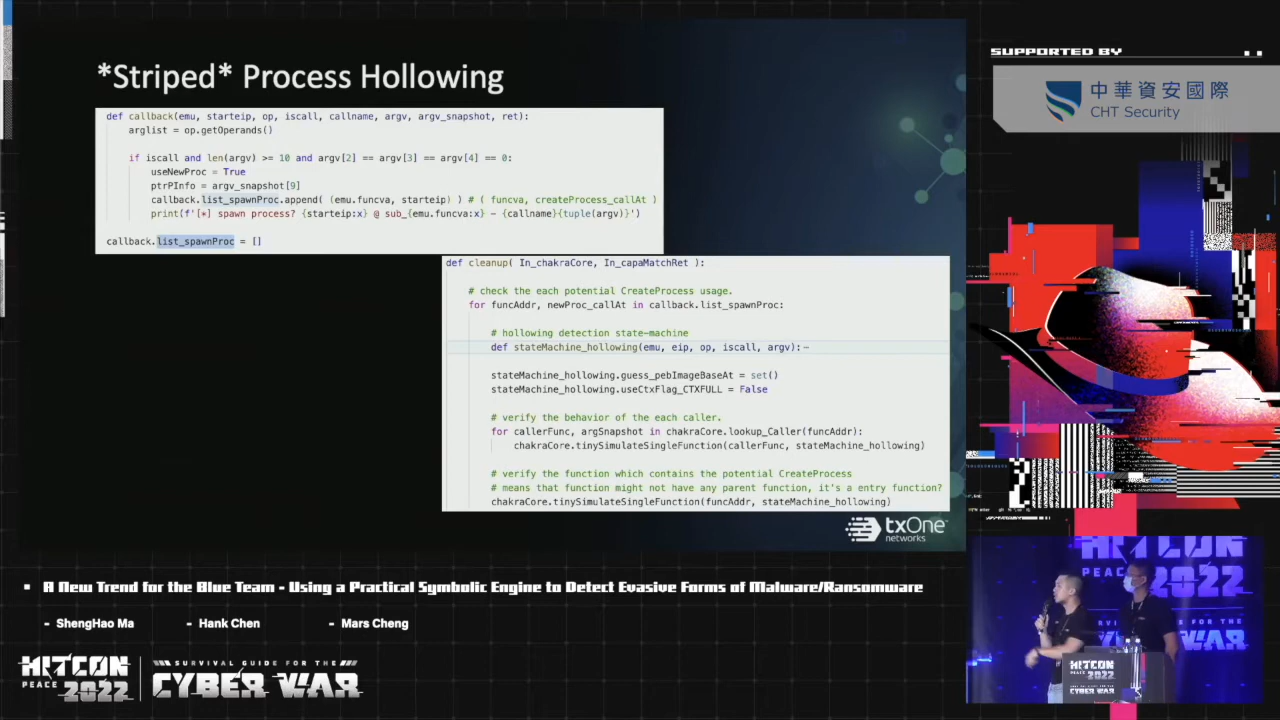 *Striped* Process Hollowing
def callback(emu, starteip, op, iscall, callname, argv, argv_snapshot, ret):
arglist = op.getOperands()
if iscall and len(argv) >= 10 and argv[2] == argv[3] == argv[4] == 0:
useNewProc = True
ptrPInfo = argv_snapshot[9]
callback.list_spawnProc.append( (emu.funcva, starteip) ) # ( funcva, createProcess_callAt )
print(f'[*] spawn process? {starteip:x} @ sub_{emu.funcva:x} - {callname}{tuple(argv)}')
callback.list_spawnProc = []
def cleanup( In_chakraCore, In_capaMatchRet ):
# check the each potential CreateProcess usage.
for funcAddr, newProc_callAt in callback.list_spawnProc:
# hollowing detection state-machine
def stateMachine_hollowing(emu, eip, op, iscall, argv): –
stateMachine_hollowing.guess_pebImageBaseAt = set()
stateMachine_hollowing.useCtxFlag_CTXFULL = False
# verify the behavior of the each caller.
for callerFunc, argSnapshot in chakraCore.lookup_Caller(funcAddr):
chakraCore.tinySimulateSingleFunction(callerFunc, stateMachine_hollowing)
# verify the function which contains the potential CreateProcess
# means that function might not have any parent function, it's a entry function?
chakraCore.tinySimulateSingleFunction(funcAddr, stateMachine_hollowing)
txOne
networks
SUPPORTED BY
中華資安國際
CHT Security
A New Trend for the Blue Team - Using a Practical Symbolic Engine to Detect Evasive Forms of Malware/Ransomware
- ShengHao Ma - Hank Chen - Mars Cheng
HITCON
PEACE 2022
SURVIVAL GUIDE FOR THE
CYBER WAR
HITCON
PEACE 2022
HITCON
PEACE 2022
CYBER WAR